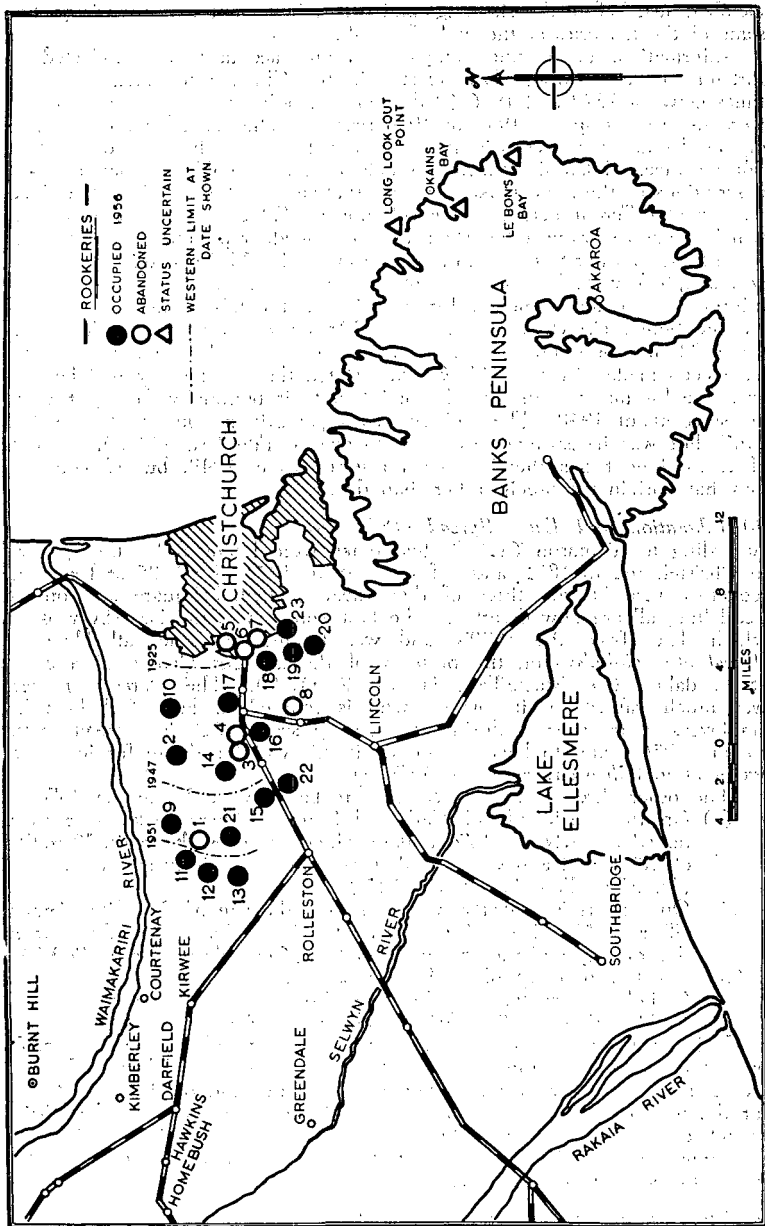 ROOKERIES
OCCUPIED 1956
ABANDONED
STATUS UNCERTAIN
WESTERN LIMIT AT
DATE SHOWN
N
BURNT HILL
WAIMAKARIRI
RIVER
COURTENAY
KIMBERLEY
DARFIELD
KIRWEE
HAWKINS
HOMEBUSH
GREENDALE
SELWYN
RIVER
ROLLESTON
RAKAIA RIVER
SOUTHBRIDGE
LAKE
ELLESMERE
LINCOLN
CHRISTCHURCH
BANKS PENINSULA
AKAROA
LONG LOOK-OUT
POINT
OKAINS
BAY
LE BON'S
BAY
1951
1947
1925
1
2
3
4
5
6
7
8
9
10
11
12
13
14
15
16
17
18
19
20
21
22
23
4 2 0 4 8 12
MILES